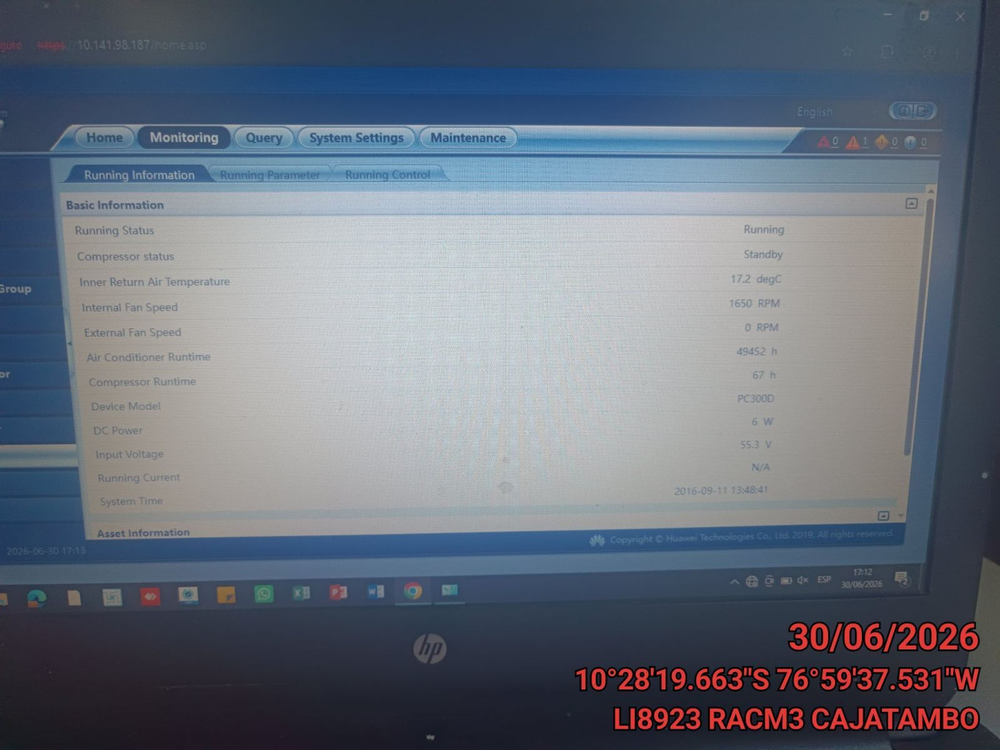 https://10.141.98.187/home.asp
English
Home Monitoring Query System Settings Maintenance
0 1 0 0
Running Information Running Parameter Running Control
Basic Information
Running Status Running
Compressor status Standby
Inner Return Air Temperature 17.2 degC
Group
Internal Fan Speed 1650 RPM
External Fan Speed 0 RPM
Air Conditioner Runtime 49452 h
or
Compressor Runtime 67 h
Device Model PC300D
DC Power 6 W
Input Voltage 55.3 V
Running Current N/A
System Time 2016-09-11 13:48:41
Asset Information
Copyright © Huawei Technologies Co., Ltd. 2019. All rights reserved.
2026-06-30 17:13
ESP
17:12
30/06/2026
2
hp
30/06/2026
10°28'19.663"S 76°59'37.531"W
LI8923 RACM3 CAJATAMBO